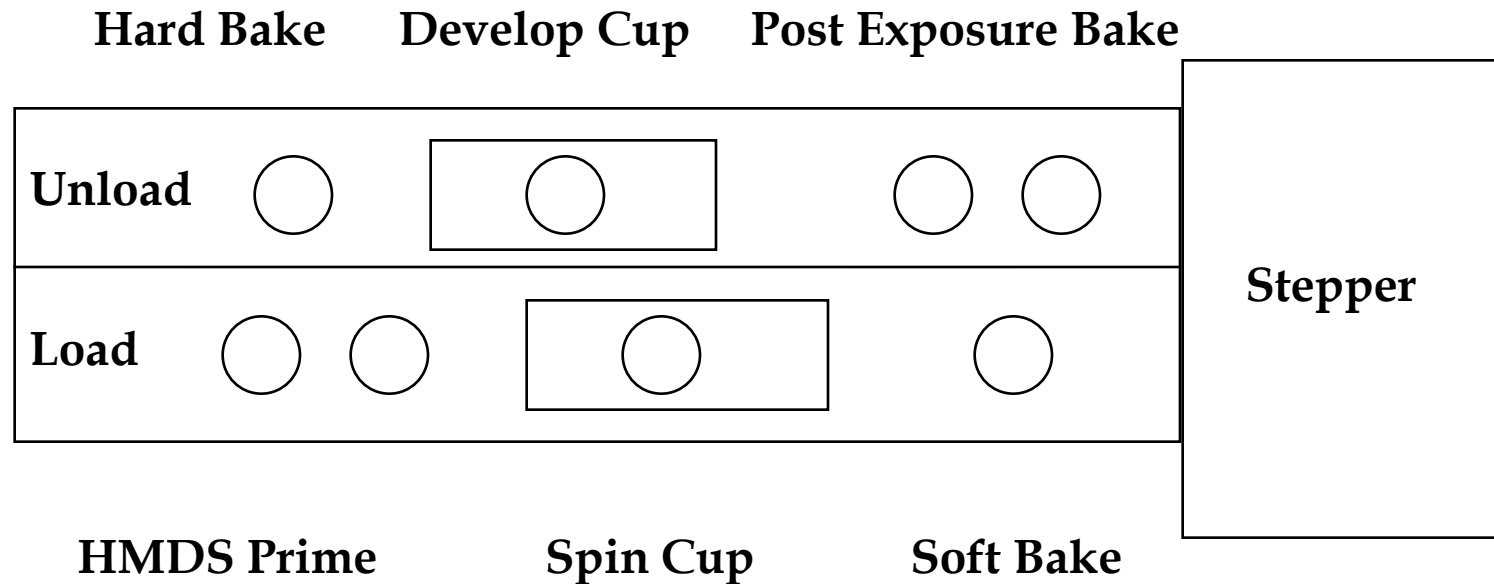 Hard Bake Develop Cup Post Exposure Bake
Unload
Stepper
Load
HMDS Prime Spin Cup Soft Bake